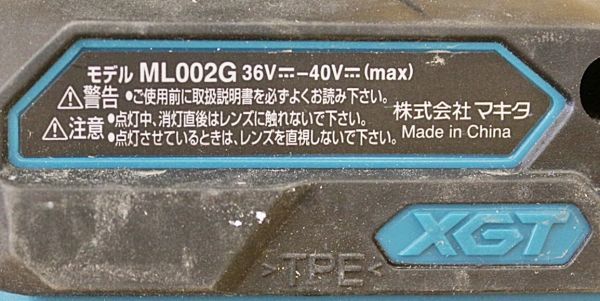 モデル ML002G 36V⎓–40V⎓(max)
⚠警告 •ご使用前に取扱説明書を必ずよくお読み下さい。
⚠注意 •点灯中、消灯直後はレンズに触れないで下さい。
•点灯させているときは、レンズを直視しないで下さい。
株式会社マキタ
Made in China
XGT
>TPE<